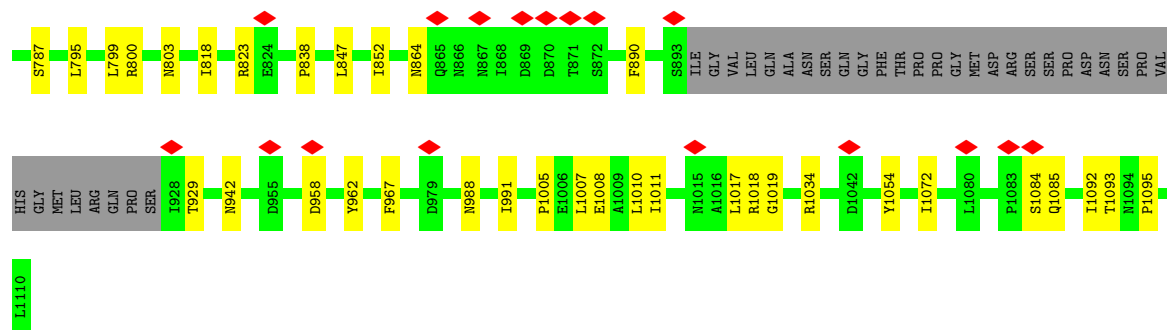 S787 L795 L799 R800 N803 I818 R823 E824 P838 L847 I852 N864 Q865 N866 N867 I868 D869 D870 T871 S872 F890 S893 ILE GLY VAL LEU GLN ALA ASN SER GLN GLY PHE THR PRO PRO GLY MET ASP ARG SER SER PRO ASP ASN SER PRO VAL
HIS GLY MET LEU ARG GLN PRO SER I928 T929 N942 D955 D958 Y962 F967 D979 N988 I991 P1005 E1006 L1007 E1008 A1009 L1010 I1011 N1015 A1016 L1017 R1018 G1019 R1034 D1042 Y1054 I1072 L1080 P1083 S1084 Q1085 I1092 T1093 N1094 P1095
L1110